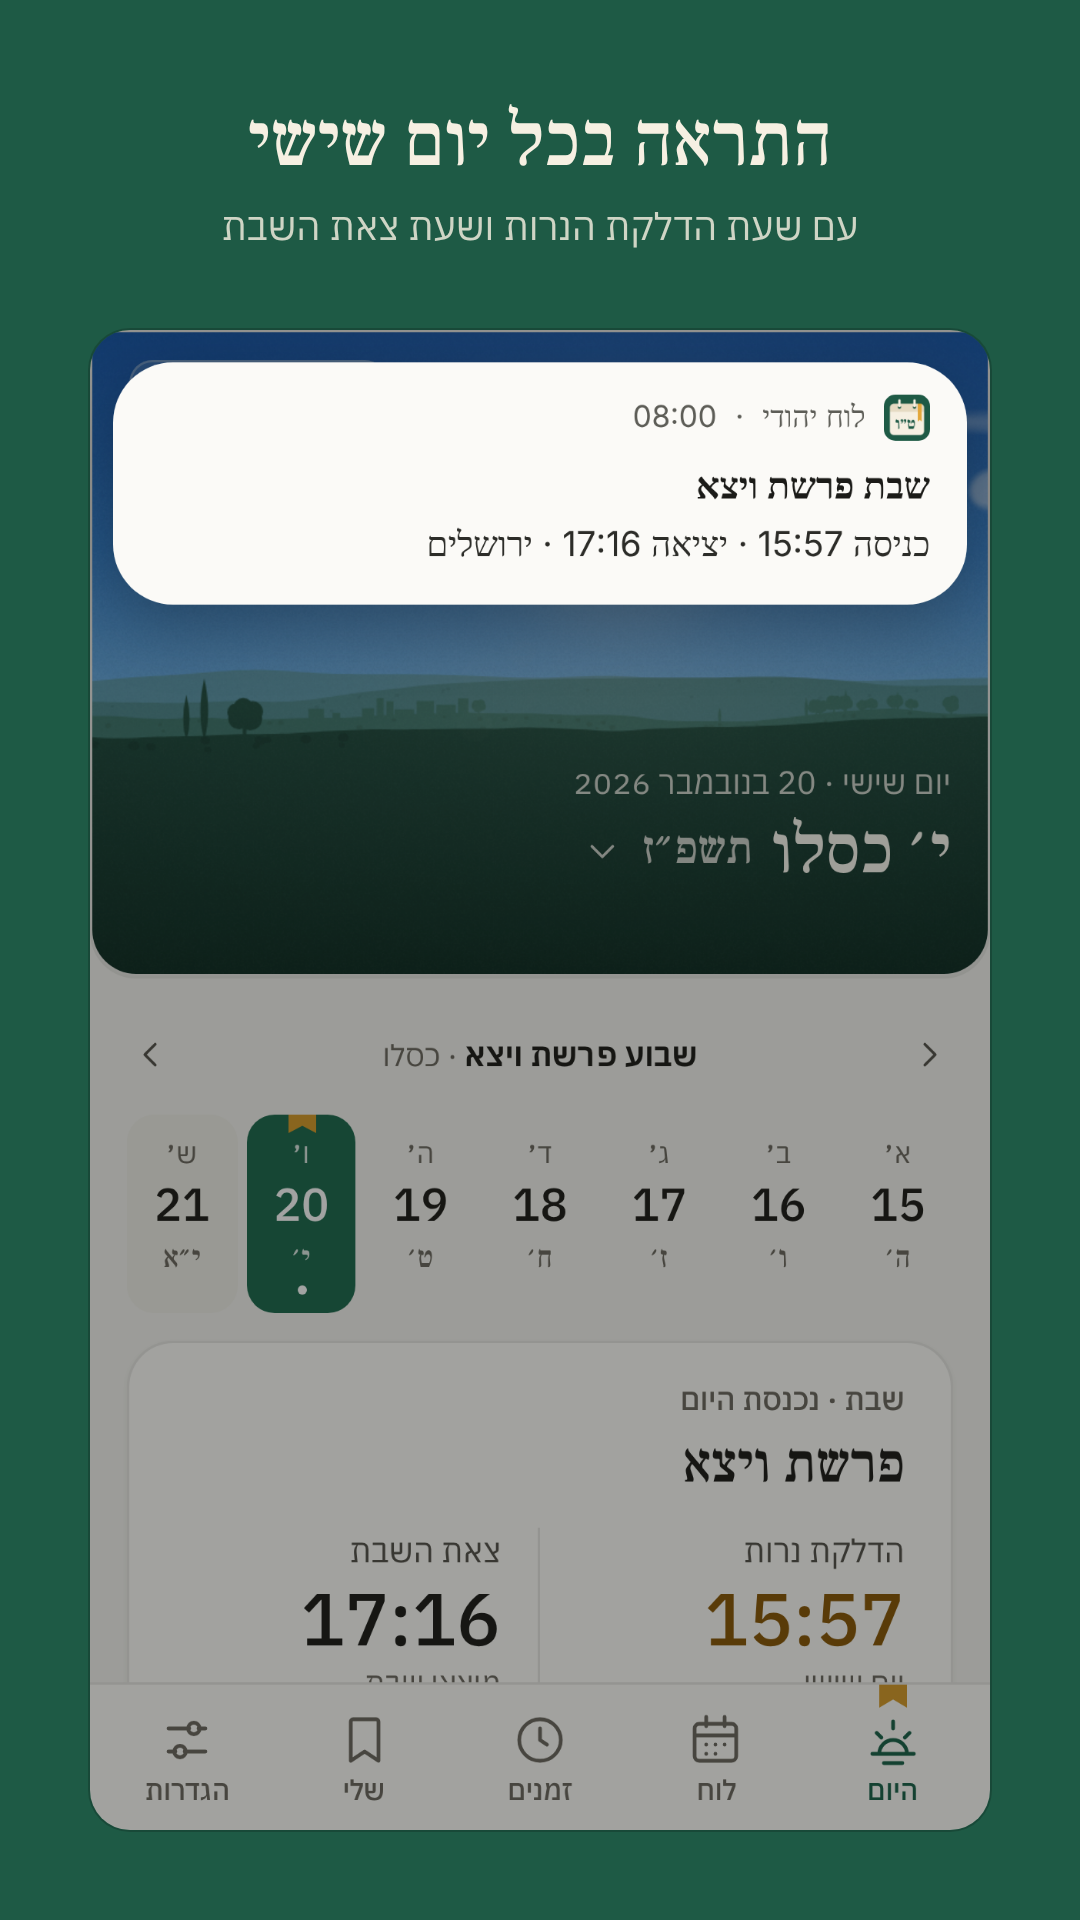 התראה בכל יום שישי
עם שעת הדלקת הנרות ושעת צאת השבת
ט״ו
לוח יהודי · 08:00
שבת פרשת ויצא
כניסה 15:57 · יציאה 17:16 · ירושלים
יום שישי · 20 בנובמבר 2026
י׳ כסלו תשפ״ז
שבוע פרשת ויצא · כסלו
א׳ ב׳ ג׳ ד׳ ה׳ ו׳ ש׳
15 16 17 18 19 20 21
ה׳ ו׳ ז׳ ח׳ ט׳ י׳ י״א
שבת · נכנסת היום
פרשת ויצא
הדלקת נרות צאת השבת
15:57 17:16
היום לוח זמנים שלי הגדרות